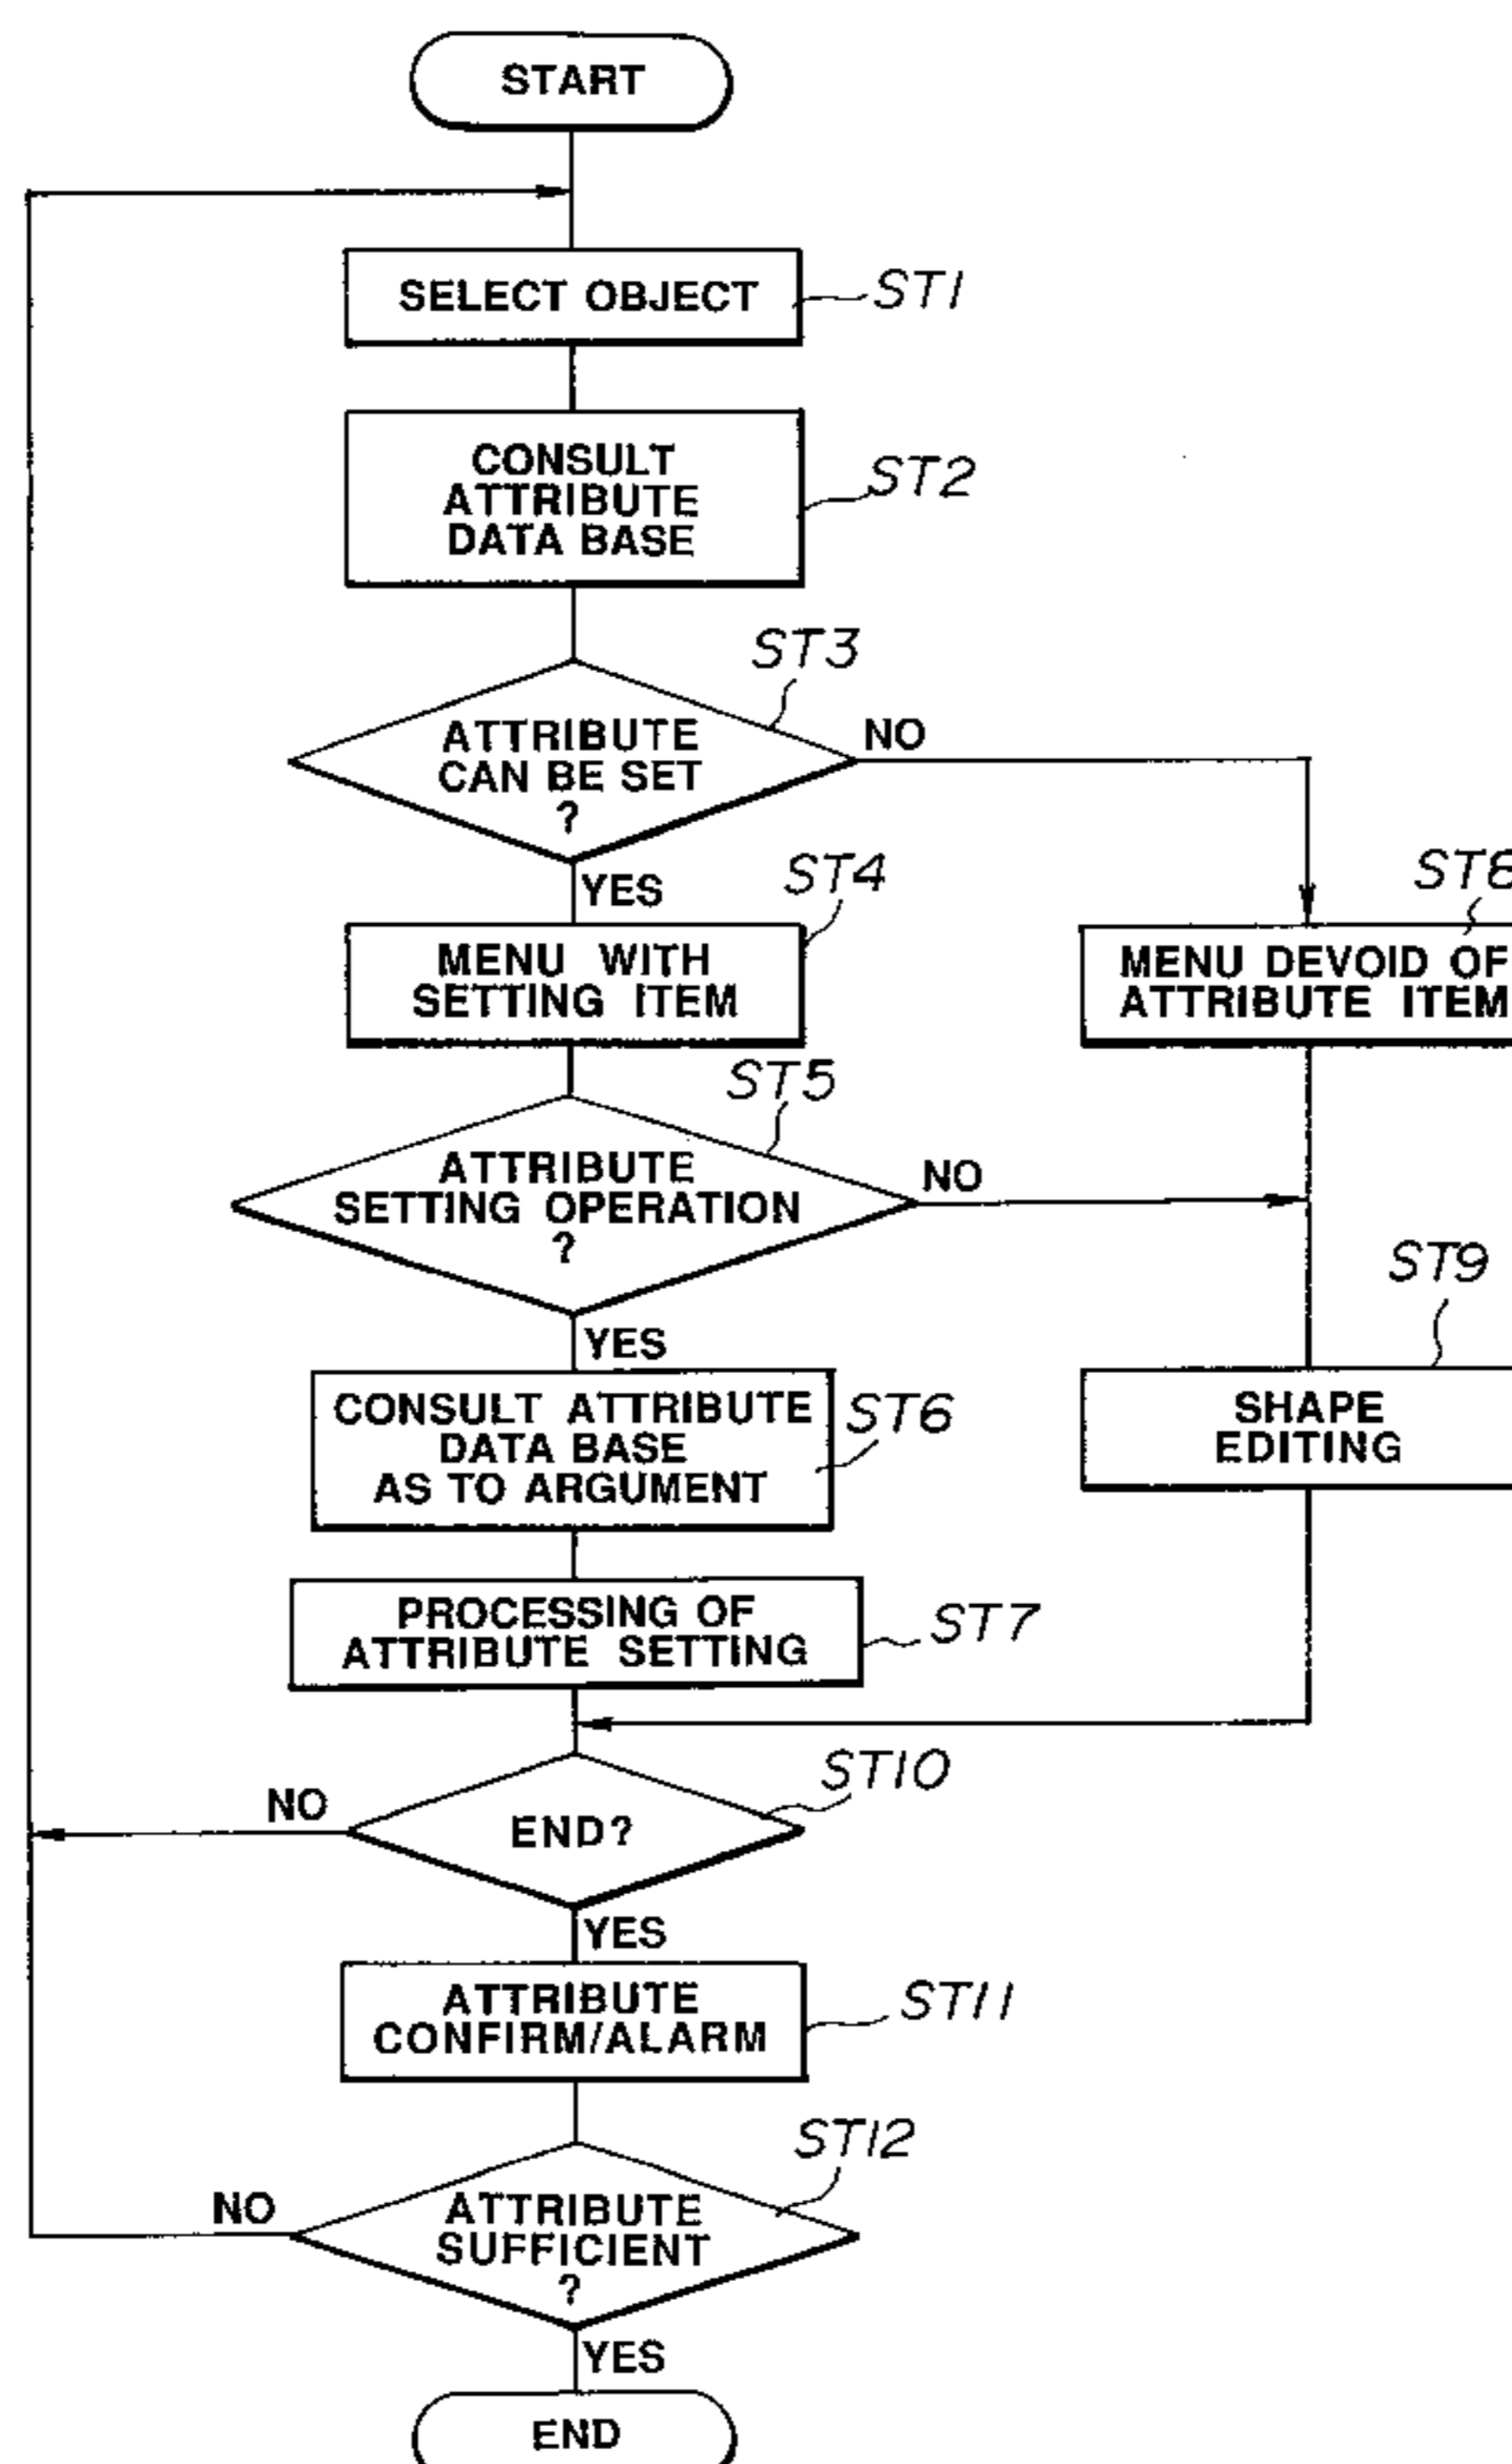 START
SELECT OBJECT
ST1
CONSULT
ATTRIBUTE
DATA BASE
ST2
ST3
ATTRIBUTE
CAN BE SET
?
NO
YES
ST4
MENU WITH
SETTING ITEM
ST8
MENU DEVOID OF
ATTRIBUTE ITEM
ST5
ATTRIBUTE
SETTING OPERATION
?
NO
YES
ST9
SHAPE
EDITING
CONSULT ATTRIBUTE
DATA BASE
AS TO ARGUMENT
ST6
PROCESSING OF
ATTRIBUTE SETTING
ST7
ST10
END?
NO
YES
ATTRIBUTE
CONFIRM/ALARM
ST11
ST12
ATTRIBUTE
SUFFICIENT
?
NO
YES
END